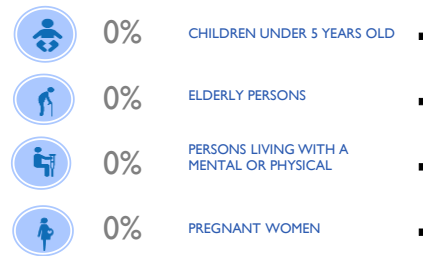 0% CHILDREN UNDER 5 YEARS OLD
0% ELDERLY PERSONS
0% PERSONS LIVING WITH A
MENTAL OR PHYSICAL
0% PREGNANT WOMEN